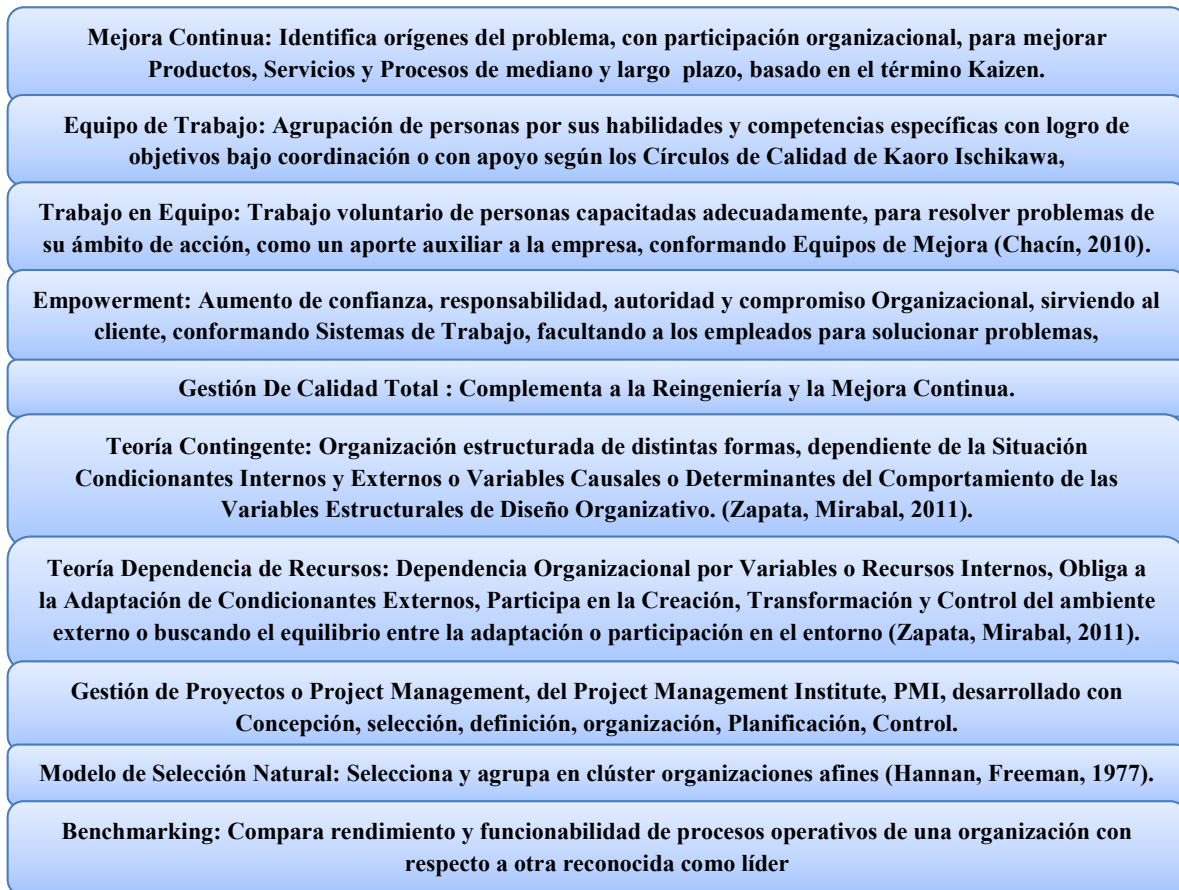 Mejora Continua: Identifica orígenes del problema, con participación organizacional, para mejorar
Productos, Servicios y Procesos de mediano y largo plazo, basado en el término Kaizen.
Equipo de Trabajo: Agrupación de personas por sus habilidades y competencias específicas con logro de
objetivos bajo coordinación o con apoyo según los Círculos de Calidad de Kaoro Ischikawa,
Trabajo en Equipo: Trabajo voluntario de personas capacitadas adecuadamente, para resolver problemas de
su ámbito de acción, como un aporte auxiliar a la empresa, conformando Equipos de Mejora (Chacín, 2010).
Empowerment: Aumento de confianza, responsabilidad, autoridad y compromiso Organizacional, sirviendo al
cliente, conformando Sistemas de Trabajo, facultando a los empleados para solucionar problemas,
Gestión De Calidad Total : Complementa a la Reingeniería y la Mejora Continua.
Teoría Contingente: Organización estructurada de distintas formas, dependiente de la Situación
Condicionantes Internos y Externos o Variables Causales o Determinantes del Comportamiento de las
Variables Estructurales de Diseño Organizativo. (Zapata, Mirabal, 2011).
Teoría Dependencia de Recursos: Dependencia Organizacional por Variables o Recursos Internos, Obliga a
la Adaptación de Condicionantes Externos, Participa en la Creación, Transformación y Control del ambiente
externo o buscando el equilibrio entre la adaptación o participación en el entorno (Zapata, Mirabal, 2011).
Gestión de Proyectos o Project Management, del Project Management Institute, PMI, desarrollado con
Concepción, selección, definición, organización, Planificación, Control.
Modelo de Selección Natural: Selecciona y agrupa en clúster organizaciones afines (Hannan, Freeman, 1977).
Benchmarking: Compara rendimiento y funcionabilidad de procesos operativos de una organización con
respecto a otra reconocida como líder